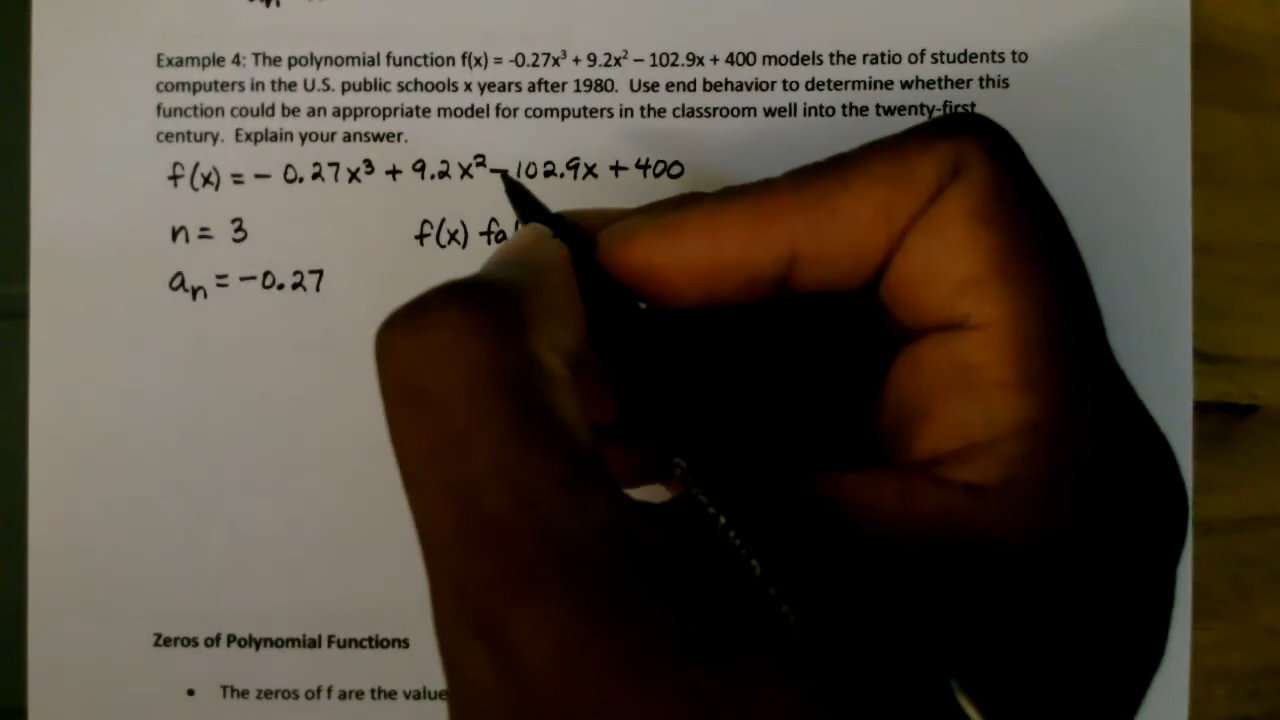 Example 4: The polynomial function f(x) = -0.27x³ + 9.2x² – 102.9x + 400 models the ratio of students to
computers in the U.S. public schools x years after 1980. Use end behavior to determine whether this
function could be an appropriate model for computers in the classroom well into the twenty-first
century. Explain your answer.
f(x) = - 0.27x³ + 9.2x² - 102.9x + 400
n = 3 f(x)
aₙ = -0.27
Zeros of Polynomial Functions
• The zeros of f are the value